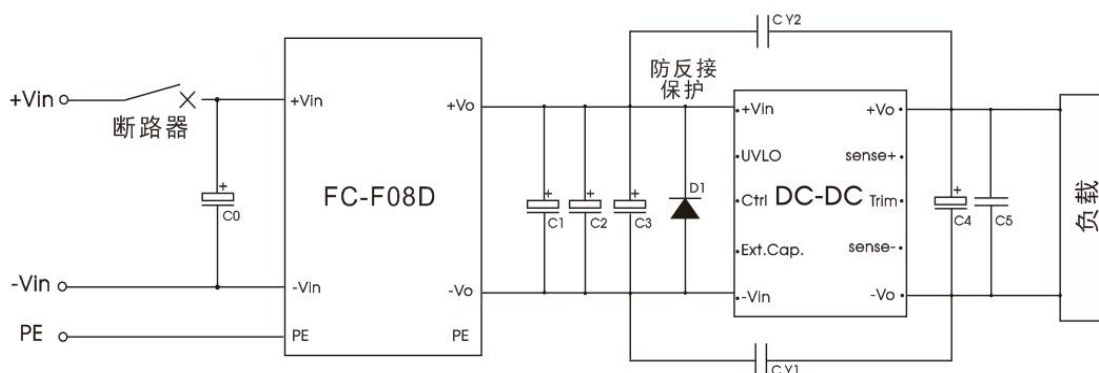 CY2
防反接
保护
+Vin
断路器
+Vin
+Vo
+Vin
+Vo
UVLO
sense+
C0
FC-F08D
C1
C2
C3
D1
Ctrl
DC-DC
Trim
C4
C5
负载
Ext.Cap.
sense-
-Vin
-Vin
-Vo
-Vin
-Vo
PE
PE
PE
CY1